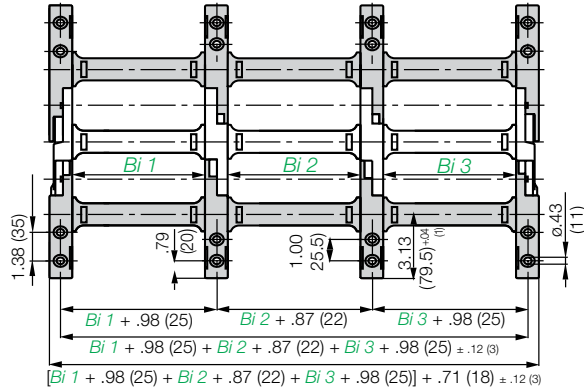 Bi 1 Bi 2 Bi 3
1.38 (35)
.79
(20)
1.00
25.5)
3.13
(79.5)+.04
(1)
ø.43
(11)
Bi 1 + .98 (25) Bi 2 + .87 (22) Bi 3 + .98 (25)
Bi 1 + .98 (25) + Bi 2 + .87 (22) + Bi 3 + .98 (25) ± .12 (3)
[Bi 1 + .98 (25) + Bi 2 + .87 (22) + Bi 3 + .98 (25)] + .71 (18) ± .12 (3)